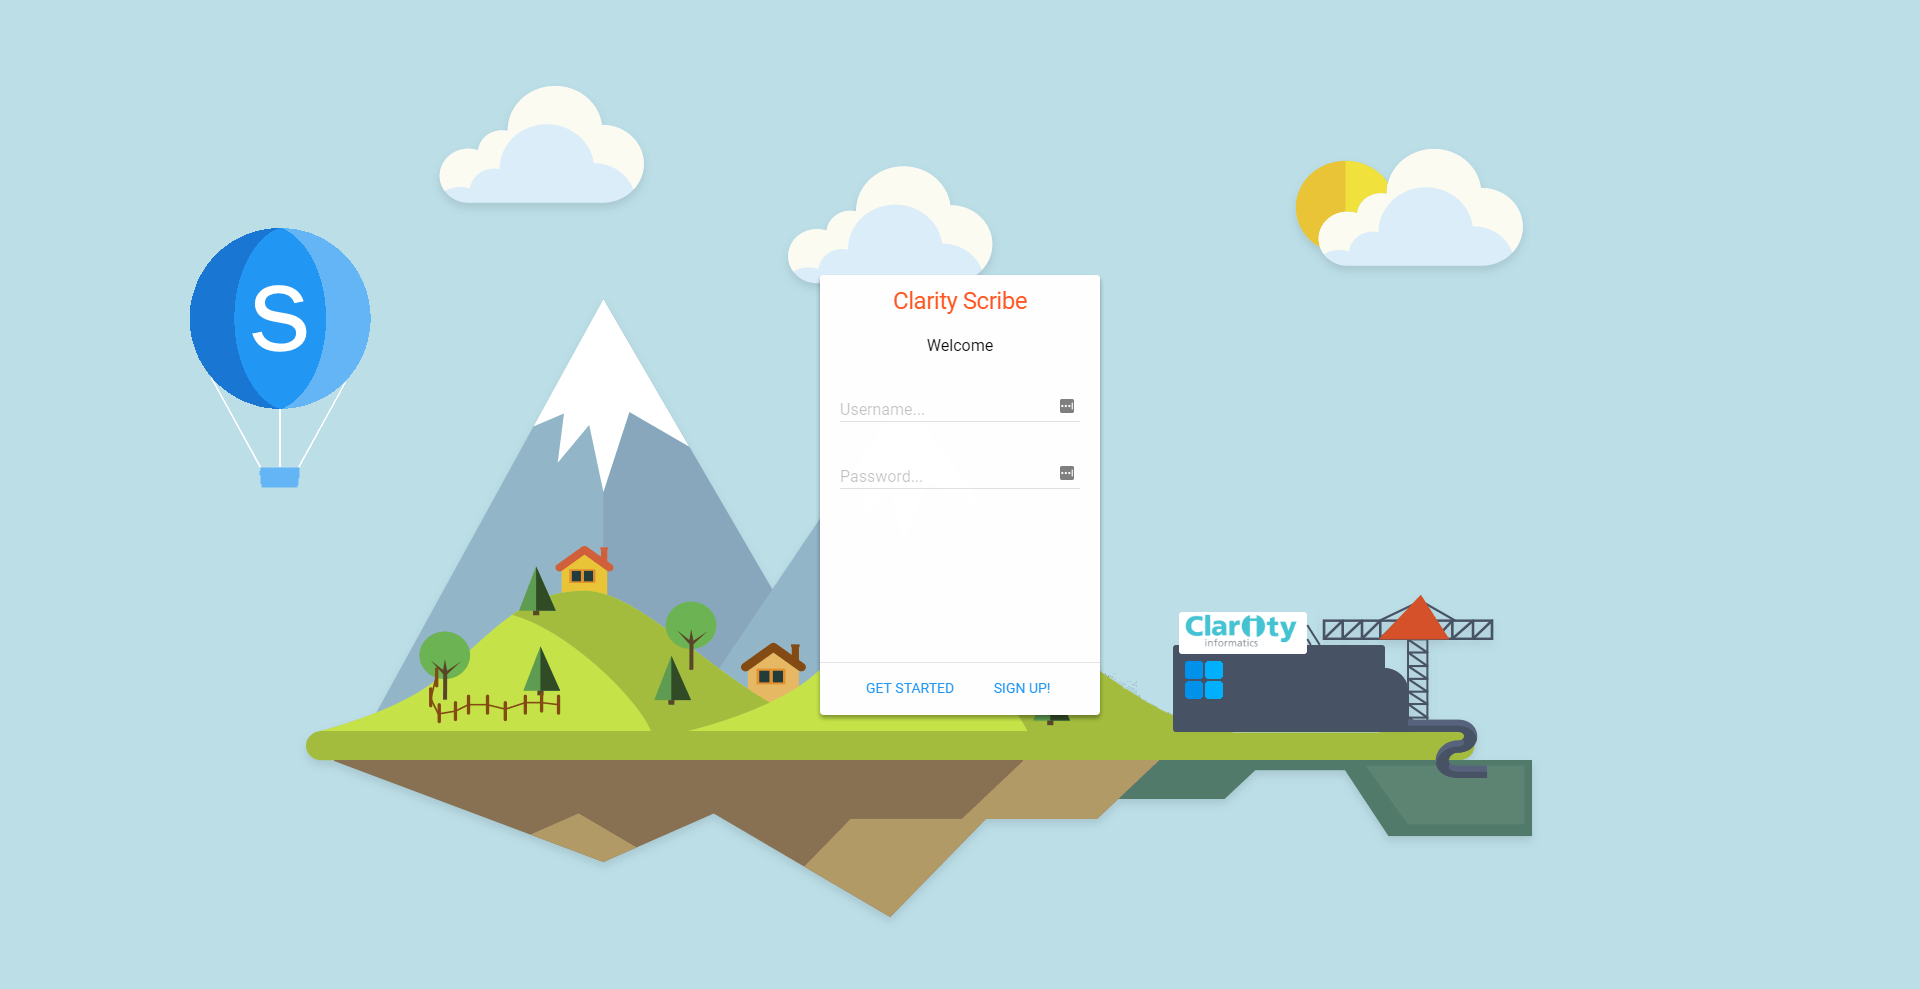 S
Clarity Scribe
Welcome
Username...
Password...
Clarity
informatics
GET STARTED SIGN UP!